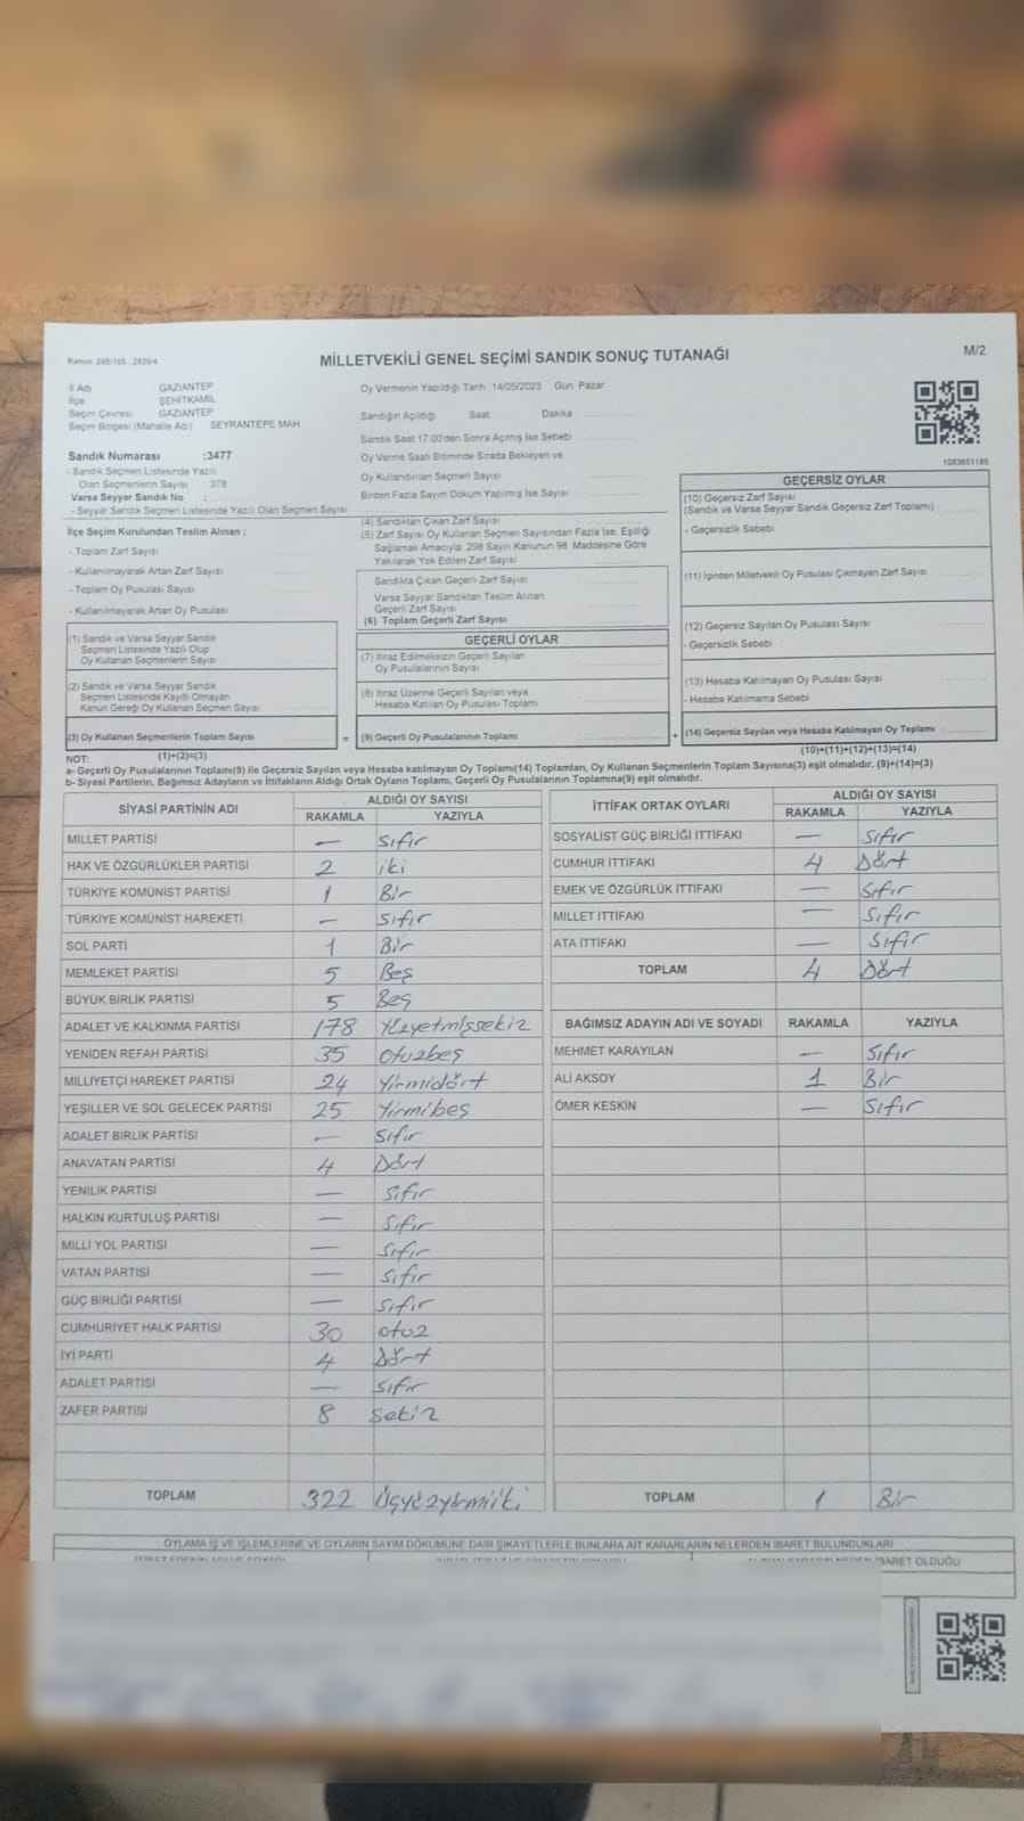 MİLLETVEKİLİ GENEL SEÇİMİ SANDIK SONUÇ TUTANAĞI
M/2
İl Adı GAZİANTEP
İlçe ŞEHİTKAMİL
Seçim Çevresi GAZİANTEP
Seçim Bölgesi (Mahalle Adı) SEYRANTEPE MAH
Sandık Numarası :3477
- Sandık Seçmen Listesinde Yazılı
Olan Seçmenlerin Sayısı : 378
Varsa Seyyar Sandık No :
- Seyyar Sandık Seçmen Listesinde Yazılı Olan Seçmen Sayısı
İlçe Seçim Kurulundan Teslim Alınan :
- Toplam Zarf Sayısı
- Kullanılmayarak Artan Zarf Sayısı
- Toplam Oy Pusulası Sayısı
- Kullanılmayarak Artan Oy Pusulası
(1) Sandık ve Varsa Seyyar Sandık
Seçmen Listesinde Yazılı Olup
Oy Kullanan Seçmenlerin Sayısı
(2) Sandık ve Varsa Seyyar Sandık
Seçmen Listesinde Kayıtlı Olmayan
Kanun Gereği Oy Kullanan Seçmen Sayısı
(3) Oy Kullanan Seçmenlerin Toplam Sayısı
(1)+(2)=(3)
Oy Vermenin Yapıldığı Tarih 14/05/2023 Gün Pazar
Sandığın Açıldığı Saat Dakika
Sandık Saat 17.00'den Sonra Açılmış İse Sebebi
Oy Verme Saati Bitiminde Sırada Bekleyen ve
Oy Kullandırılan Seçmen Sayısı
Birden Fazla Sayım Döküm Yapılmış İse Sayısı
(4) Sandıktan Çıkan Zarf Sayısı
(5) Zarf Sayısı Oy Kullanan Seçmen Sayısından Fazla İse, Eşitliği
Sağlamak Amacıyla 298 Sayılı Kanunun 98. Maddesine Göre
Yakılarak Yok Edilen Zarf Sayısı
Sandıkta Çıkan Geçerli Zarf Sayısı
Varsa Seyyar Sandıktan Teslim Alınan
Geçerli Zarf Sayısı
(6) Toplam Geçerli Zarf Sayısı
GEÇERLİ OYLAR
(7) İtiraz Edilmeksizin Geçerli Sayılan
Oy Pusulalarının Sayısı
(8) İtiraz Üzerine Geçerli Sayılan veya
Hesaba Katılan Oy Pusulası Toplamı
= (9) Geçerli Oy Pusulalarının Toplamı
1083651185
GEÇERSİZ OYLAR
(10) Geçersiz Zarf Sayısı
(Sandık ve Varsa Seyyar Sandık Geçersiz Zarf Toplamı)
- Geçersizlik Sebebi
(11) İçinden Milletvekili Oy Pusulası Çıkmayan Zarf Sayısı
(12) Geçersiz Sayılan Oy Pusulası Sayısı
- Geçersizlik Sebebi
(13) Hesaba Katılmayan Oy Pusulası Sayısı
- Hesaba Katılmama Sebebi
+ (14) Geçersiz Sayılan veya Hesaba Katılmayan Oy Toplamı
(10)+(11)+(12)+(13)=(14)
NOT:
a- Geçerli Oy Pusulalarının Toplamı(9) ile Geçersiz Sayılan veya Hesaba katılmayan Oy Toplamı(14) Toplamları, Oy Kullanan Seçmenlerin Toplam Sayısına(3) eşit olmalıdır. (9)+(14)=(3)
b- Siyasi Partilerin, Bağımsız Adayların ve İttifakların Aldığı Ortak Oyların Toplamı, Geçerli Oy Pusulalarının Toplamına(9) eşit olmalıdır.
SİYASİ PARTİNİN ADI ALDIĞI OY SAYISI
RAKAMLA YAZIYLA
MİLLET PARTİSİ — Sıfır
HAK VE ÖZGÜRLÜKLER PARTİSİ 2 iki
TÜRKİYE KOMÜNİST PARTİSİ 1 Bir
TÜRKİYE KOMÜNİST HAREKETİ — Sıfır
SOL PARTİ 1 Bir
MEMLEKET PARTİSİ 5 Beş
BÜYÜK BİRLİK PARTİSİ 5 Beş
ADALET VE KALKINMA PARTİSİ 178 Yüzyetmişsekiz
YENİDEN REFAH PARTİSİ 35 Otuzbeş
MİLLİYETÇİ HAREKET PARTİSİ 24 Yirmidört
YEŞİLLER VE SOL GELECEK PARTİSİ 25 Yirmibeş
ADALET BİRLİK PARTİSİ — Sıfır
ANAVATAN PARTİSİ 4 Dört
YENİLİK PARTİSİ — Sıfır
HALKIN KURTULUŞ PARTİSİ — Sıfır
MİLLİ YOL PARTİSİ — Sıfır
VATAN PARTİSİ — Sıfır
GÜÇ BİRLİĞİ PARTİSİ — Sıfır
CUMHURİYET HALK PARTİSİ 30 Otuz
İYİ PARTİ 4 Dört
ADALET PARTİSİ — Sıfır
ZAFER PARTİSİ 8 Sekiz
TOPLAM 322 Üçyüzyirmiiki
İTTİFAK ORTAK OYLARI ALDIĞI OY SAYISI
RAKAMLA YAZIYLA
SOSYALİST GÜÇ BİRLİĞİ İTTİFAKI — Sıfır
CUMHUR İTTİFAKI 4 Dört
EMEK VE ÖZGÜRLÜK İTTİFAKI — Sıfır
MİLLET İTTİFAKI — Sıfır
ATA İTTİFAKI — Sıfır
TOPLAM 4 Dört
BAĞIMSIZ ADAYIN ADI VE SOYADI RAKAMLA YAZIYLA
MEHMET KARAYILAN — Sıfır
ALİ AKSOY 1 Bir
ÖMER KESKİN — Sıfır
TOPLAM 1 Bir
OYLAMA İŞ VE İŞLEMLERİNE VE OYLARIN SAYIM DÖKÜMÜNE DAİR ŞİKAYETLERLE BUNLARA AİT KARARLARIN NELERDEN İBARET BULUNDUKLARI
İBARET OLDUĞU